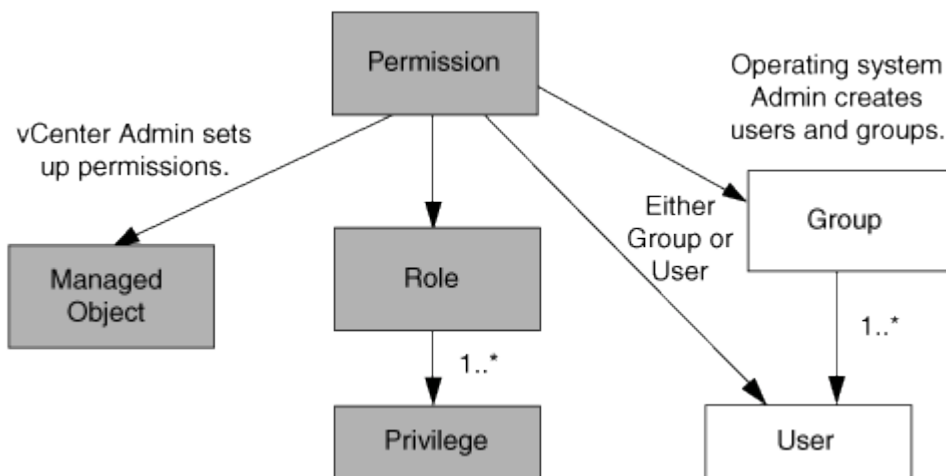 Permission
Operating system
Admin creates
users and groups.
vCenter Admin sets
up permissions.
Either
Group or
User
Group
Managed
Object
Role
1..*
1..*
Privilege
User